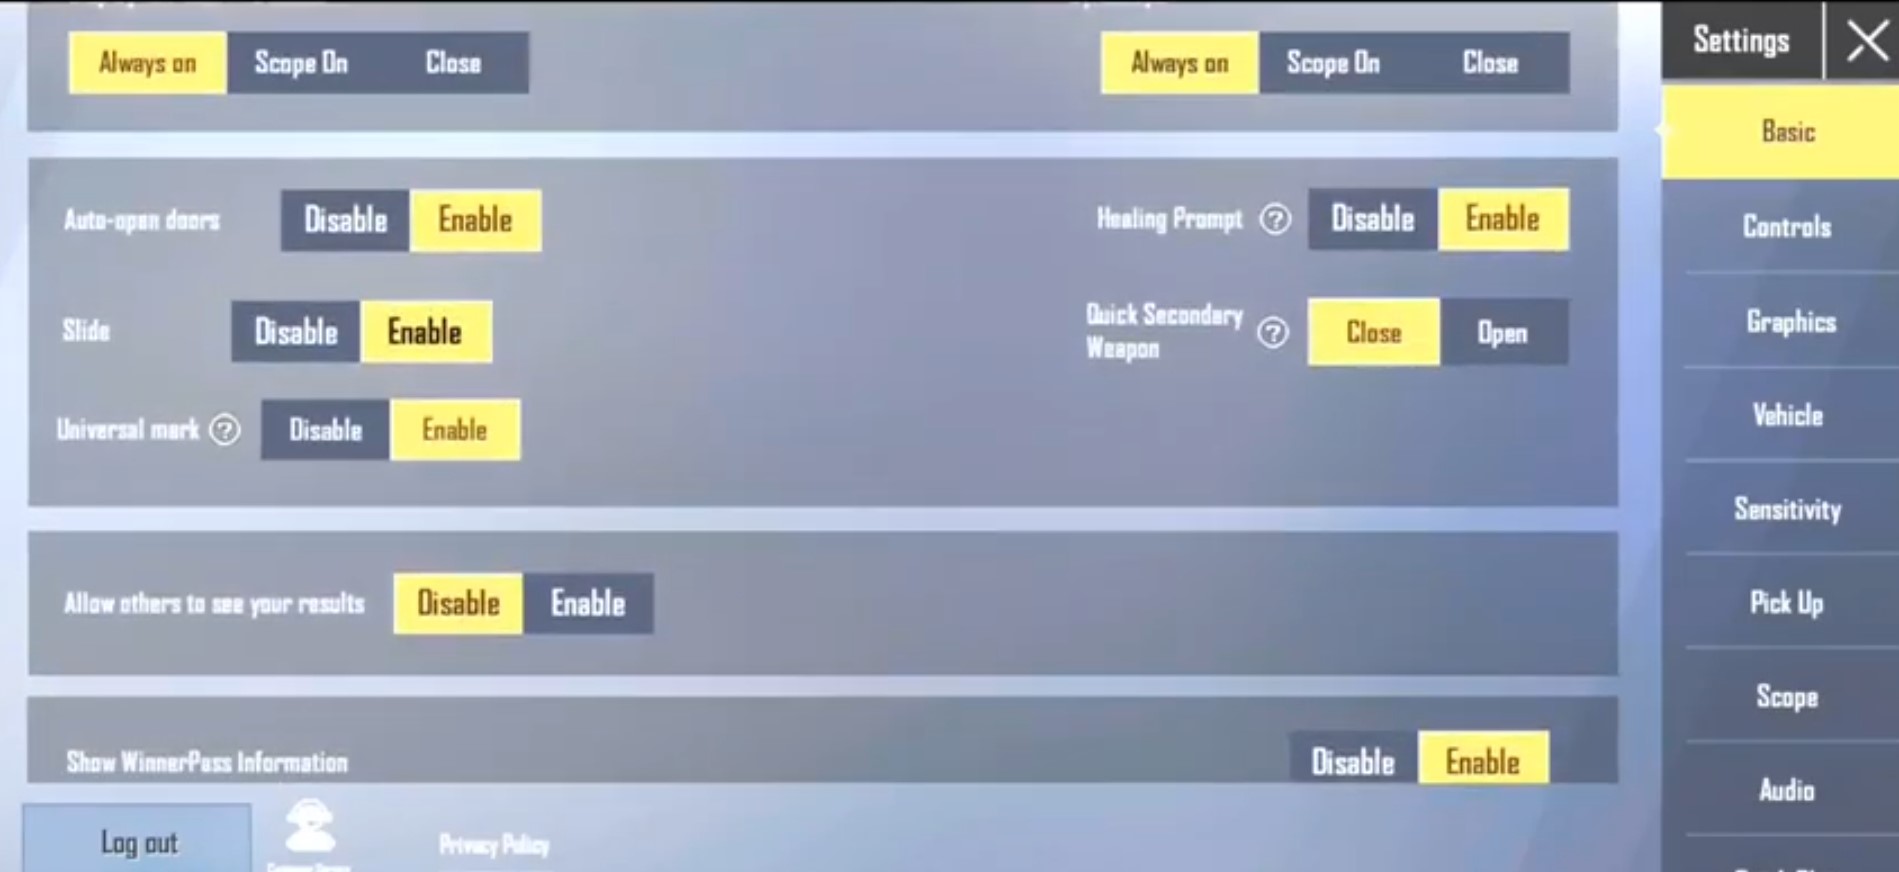 Always on Scope On Close
Always on Scope On Close
Settings
Basic
Auto-open doors Disable Enable
Healing Prompt ? Disable Enable
Controls
Slide Disable Enable
Quick Secondary
Weapon ? Close Open
Graphics
Universal mark ? Disable Enable
Vehicle
Sensitivity
Allow others to see your results Disable Enable
Pick Up
Scope
Show WinnerPass Information Disable Enable
Audio
Log out
Privacy Policy